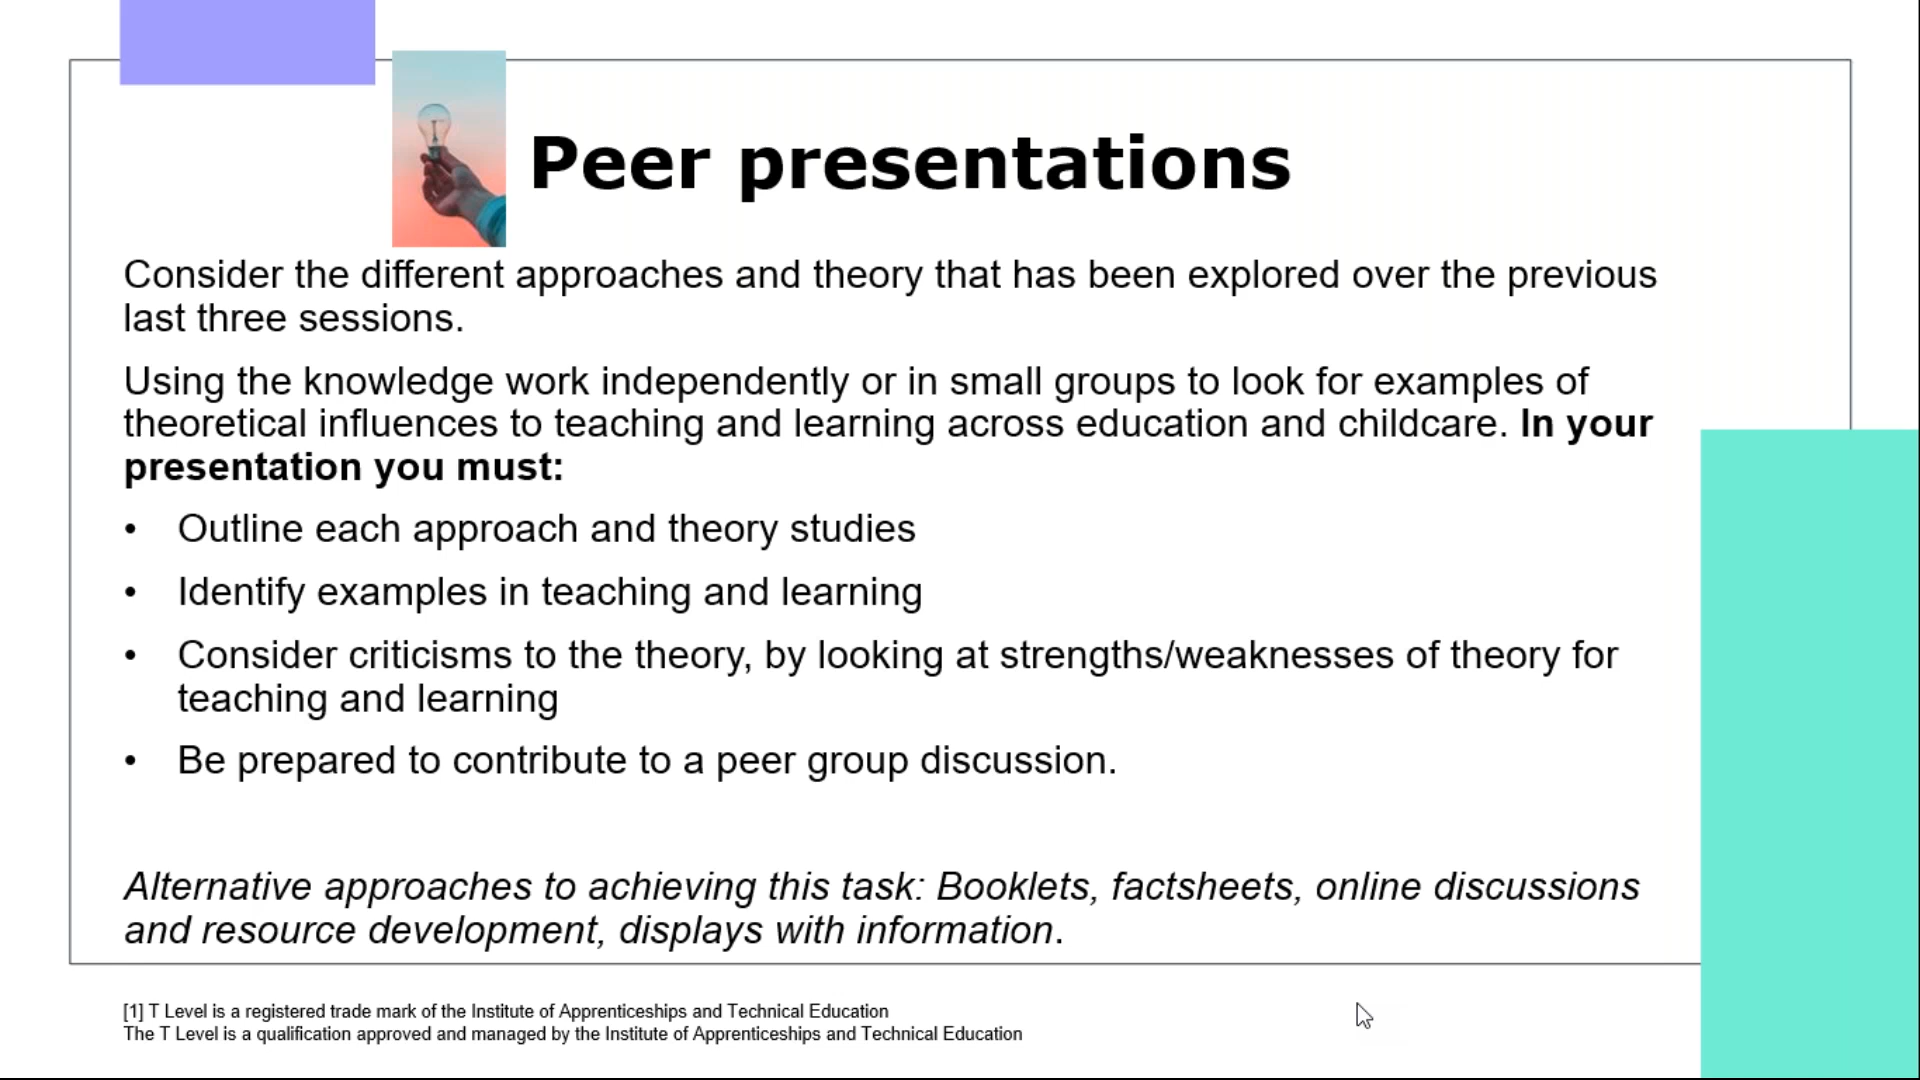 Peer presentations
Consider the different approaches and theory that has been explored over the previous
last three sessions.
Using the knowledge work independently or in small groups to look for examples of
theoretical influences to teaching and learning across education and childcare. In your
presentation you must:
• Outline each approach and theory studies
• Identify examples in teaching and learning
• Consider criticisms to the theory, by looking at strengths/weaknesses of theory for
teaching and learning
• Be prepared to contribute to a peer group discussion.
Alternative approaches to achieving this task: Booklets, factsheets, online discussions
and resource development, displays with information.
[1] T Level is a registered trade mark of the Institute of Apprenticeships and Technical Education
The T Level is a qualification approved and managed by the Institute of Apprenticeships and Technical Education